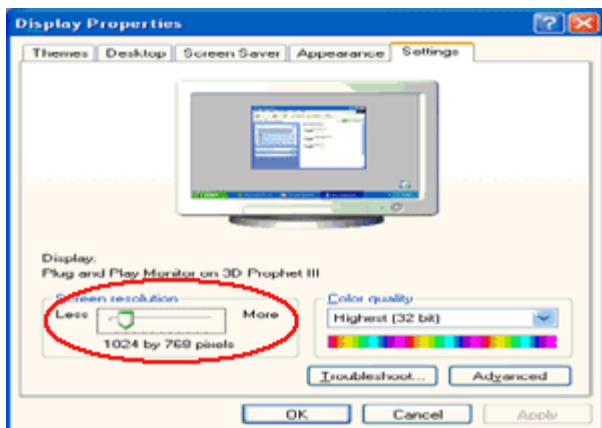 Display Properties
Themes Desktop Screen Saver Appearance Settings
Display:
Plug and Play Monitor on 3D Prophet III
Screen resolution
Less More
1024 by 768 pixels
Color quality
Highest (32 bit)
Troubleshoot... Advanced
OK Cancel Apply